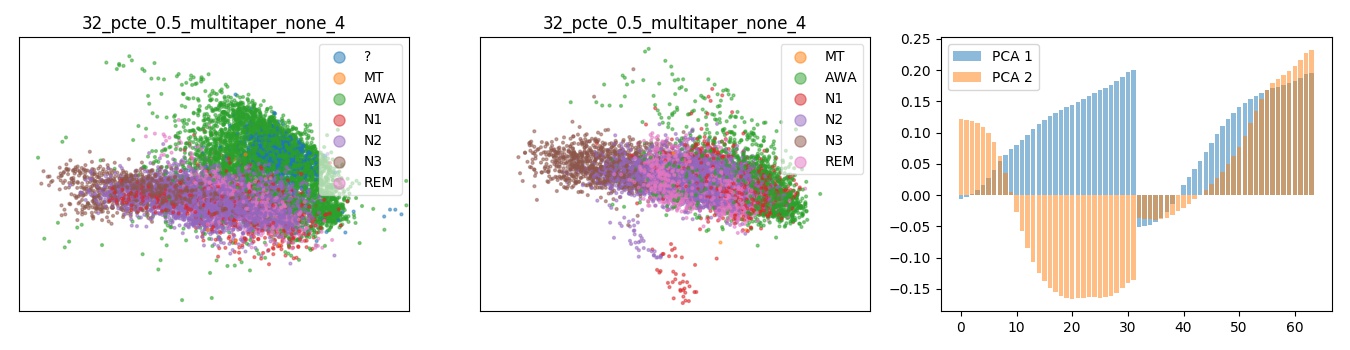 32_pcte_0.5_multitaper_none_4
?
MT
AWA
N1
N2
N3
REM
32_pcte_0.5_multitaper_none_4
MT
AWA
N1
N2
N3
REM
PCA 1
PCA 2
0.25
0.20
0.15
0.10
0.05
0.00
−0.05
−0.10
−0.15
0 10 20 30 40 50 60